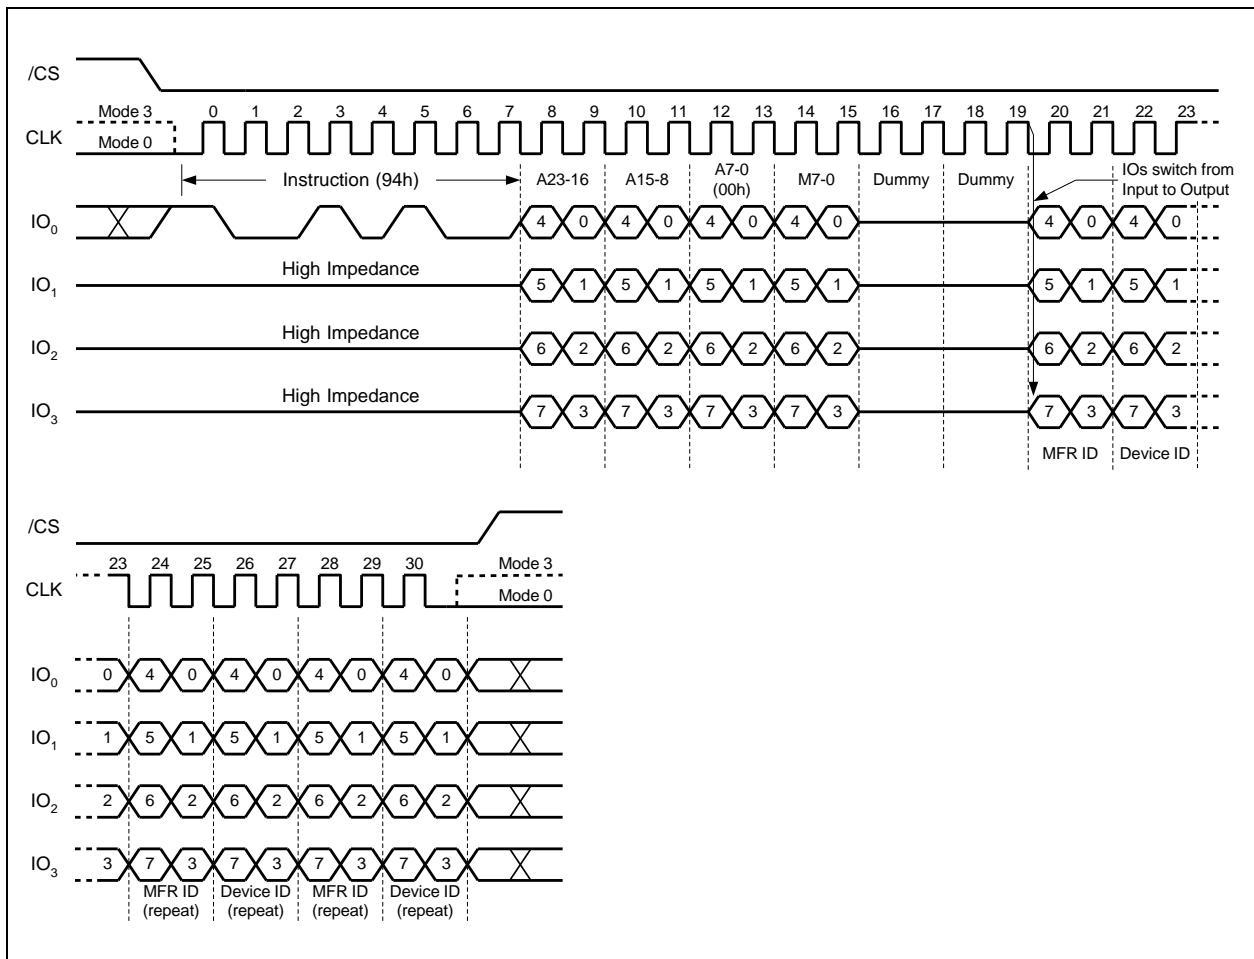 /CS
Mode 3 0 1 2 3 4 5 6 7 8 9 10 11 12 13 14 15 16 17 18 19 20 21 22 23
CLK
Mode 0
Instruction (94h) A23-16 A15-8 A7-0 (00h) M7-0 Dummy Dummy IOs switch from
Input to Output
IO0 4 0 4 0 4 0 4 0 4 0 4 0
High Impedance
IO1 5 1 5 1 5 1 5 1 5 1 5 1
High Impedance
IO2 6 2 6 2 6 2 6 2 6 2 6 2
High Impedance
IO3 7 3 7 3 7 3 7 3 7 3 7 3
MFR ID Device ID
/CS
23 24 25 26 27 28 29 30 Mode 3
CLK
Mode 0
IO0 0 4 0 4 0 4 0 4 0
IO1 1 5 1 5 1 5 1 5 1
IO2 2 6 2 6 2 6 2 6 2
IO3 3 7 3 7 3 7 3 7 3
MFR ID Device ID MFR ID Device ID
(repeat) (repeat) (repeat) (repeat)